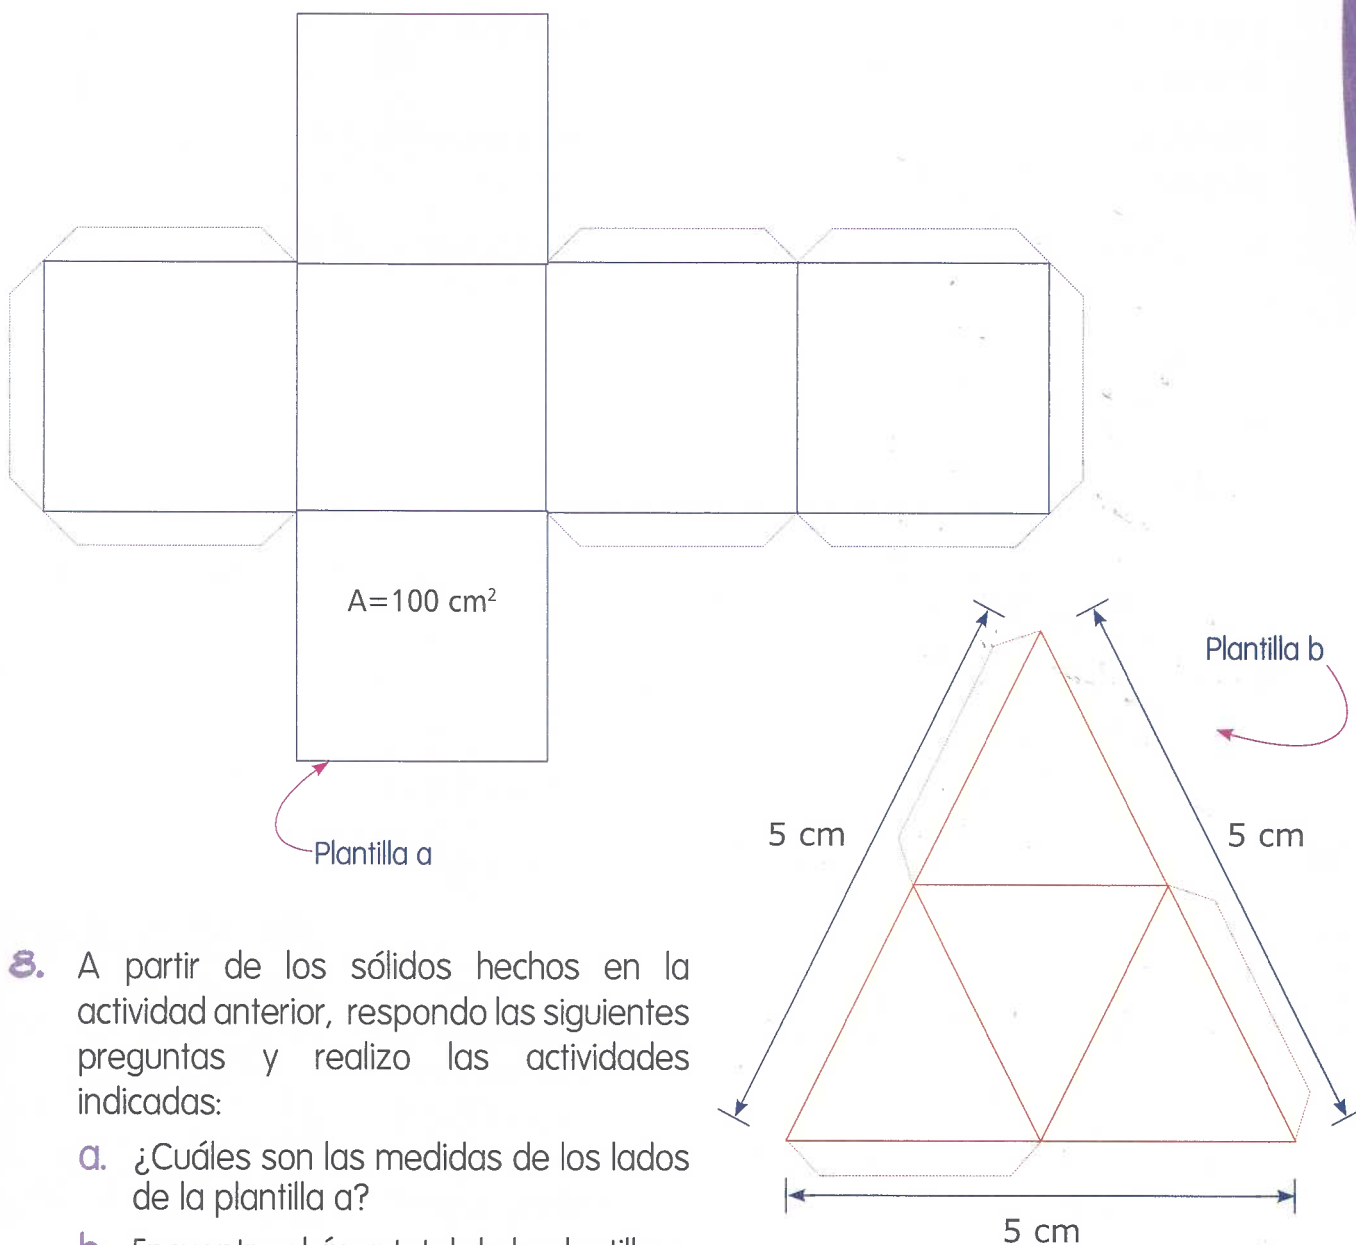 A=100 cm²
Plantilla a
Plantilla b
5 cm
5 cm
5 cm
8. A partir de los sólidos hechos en la
actividad anterior, respondo las siguientes
preguntas y realizo las actividades
indicadas:
a. ¿Cuáles son las medidas de los lados
de la plantilla a?